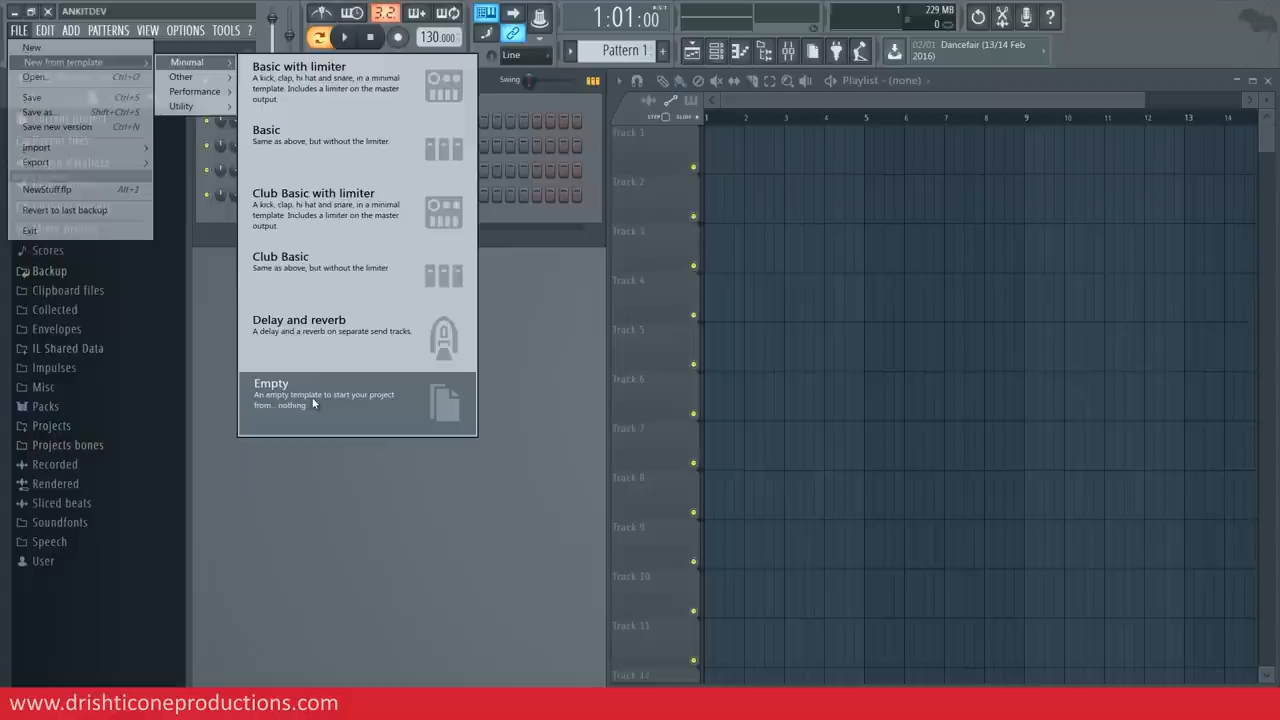 ANKITDEV
FILE EDIT ADD PATTERNS VIEW OPTIONS TOOLS ?
3.2
130.000
1:01:00
Line
Pattern 1
1
229 MB
0
02/01 Dancefair (13/14 Feb
2016)
New
New from template
Open... Ctrl+O
Save Ctrl+S
Save as... Shift+Ctrl+S
Save new version Ctrl+N
Import
Export
NewStuff.flp Alt+1
Revert to last backup
Exit
Minimal
Other
Performance
Utility
Basic with limiter
A kick, clap, hi hat and snare, in a minimal
template. Includes a limiter on the master
output.
Basic
Same as above, but without the limiter.
Club Basic with limiter
A kick, clap, hi hat and snare, in a minimal
template. Includes a limiter on the master
output.
Club Basic
Same as above, but without the limiter
Delay and reverb
A delay and a reverb on separate send tracks.
Empty
An empty template to start your project
from... nothing
Scores
Backup
Clipboard files
Collected
Envelopes
IL Shared Data
Impulses
Misc
Packs
Projects
Projects bones
Recorded
Rendered
Sliced beats
Soundfonts
Speech
User
Swing
Playlist - (none)
STEP SLIDE
1 2 3 4 5 6 7 8 9 10 11 12 13 14
Track 1
Track 2
Track 3
Track 4
Track 5
Track 6
Track 7
Track 8
Track 9
Track 10
Track 11
Track 12
www.drishticoneproductions.com